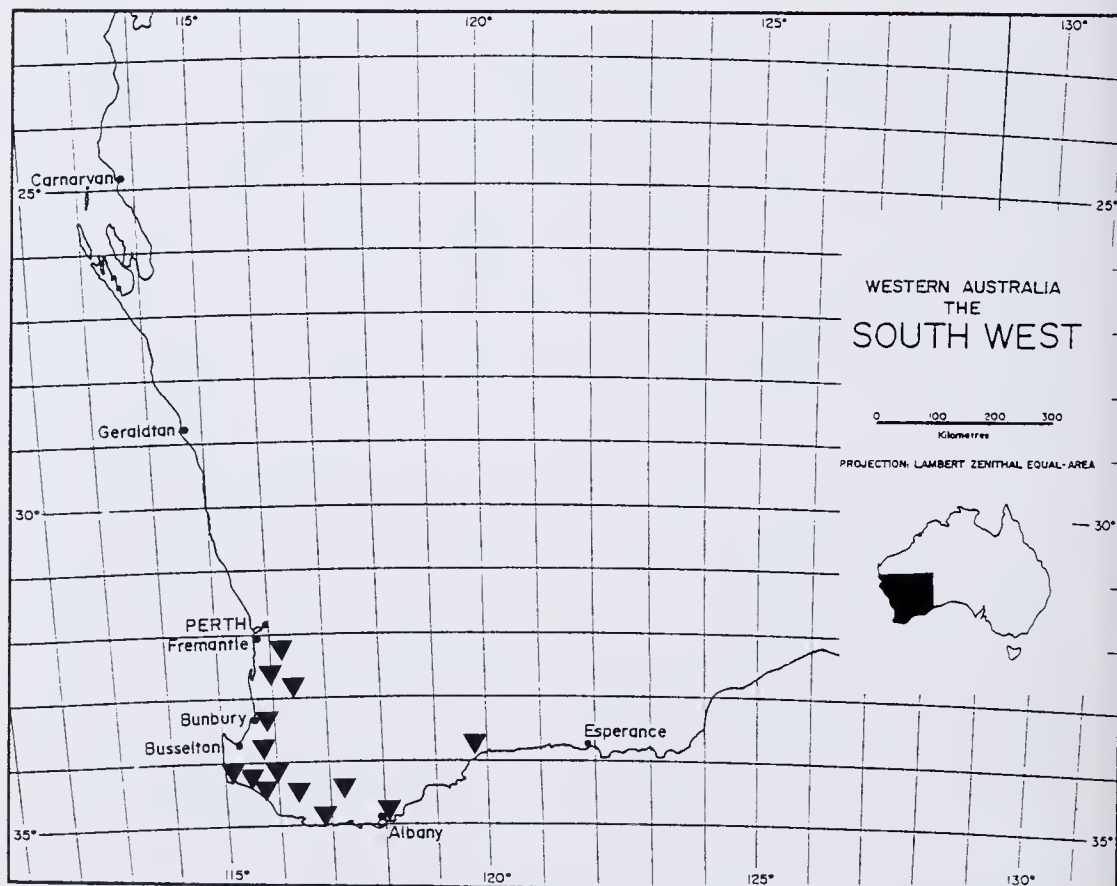 115°
120°
125°
130°
Carnarvan
25°
25°
WESTERN AUSTRALIA
THE
SOUTH WEST
0 100 200 300
Kilometres
Geraldtan
PROJECTION: LAMBERT ZENITHAL EQUAL-AREA
30°
30°
PERTH
Fremantle
Bunbury
Busselton
Esperance
Albany
35°
35°
115°
120°
125°
130°